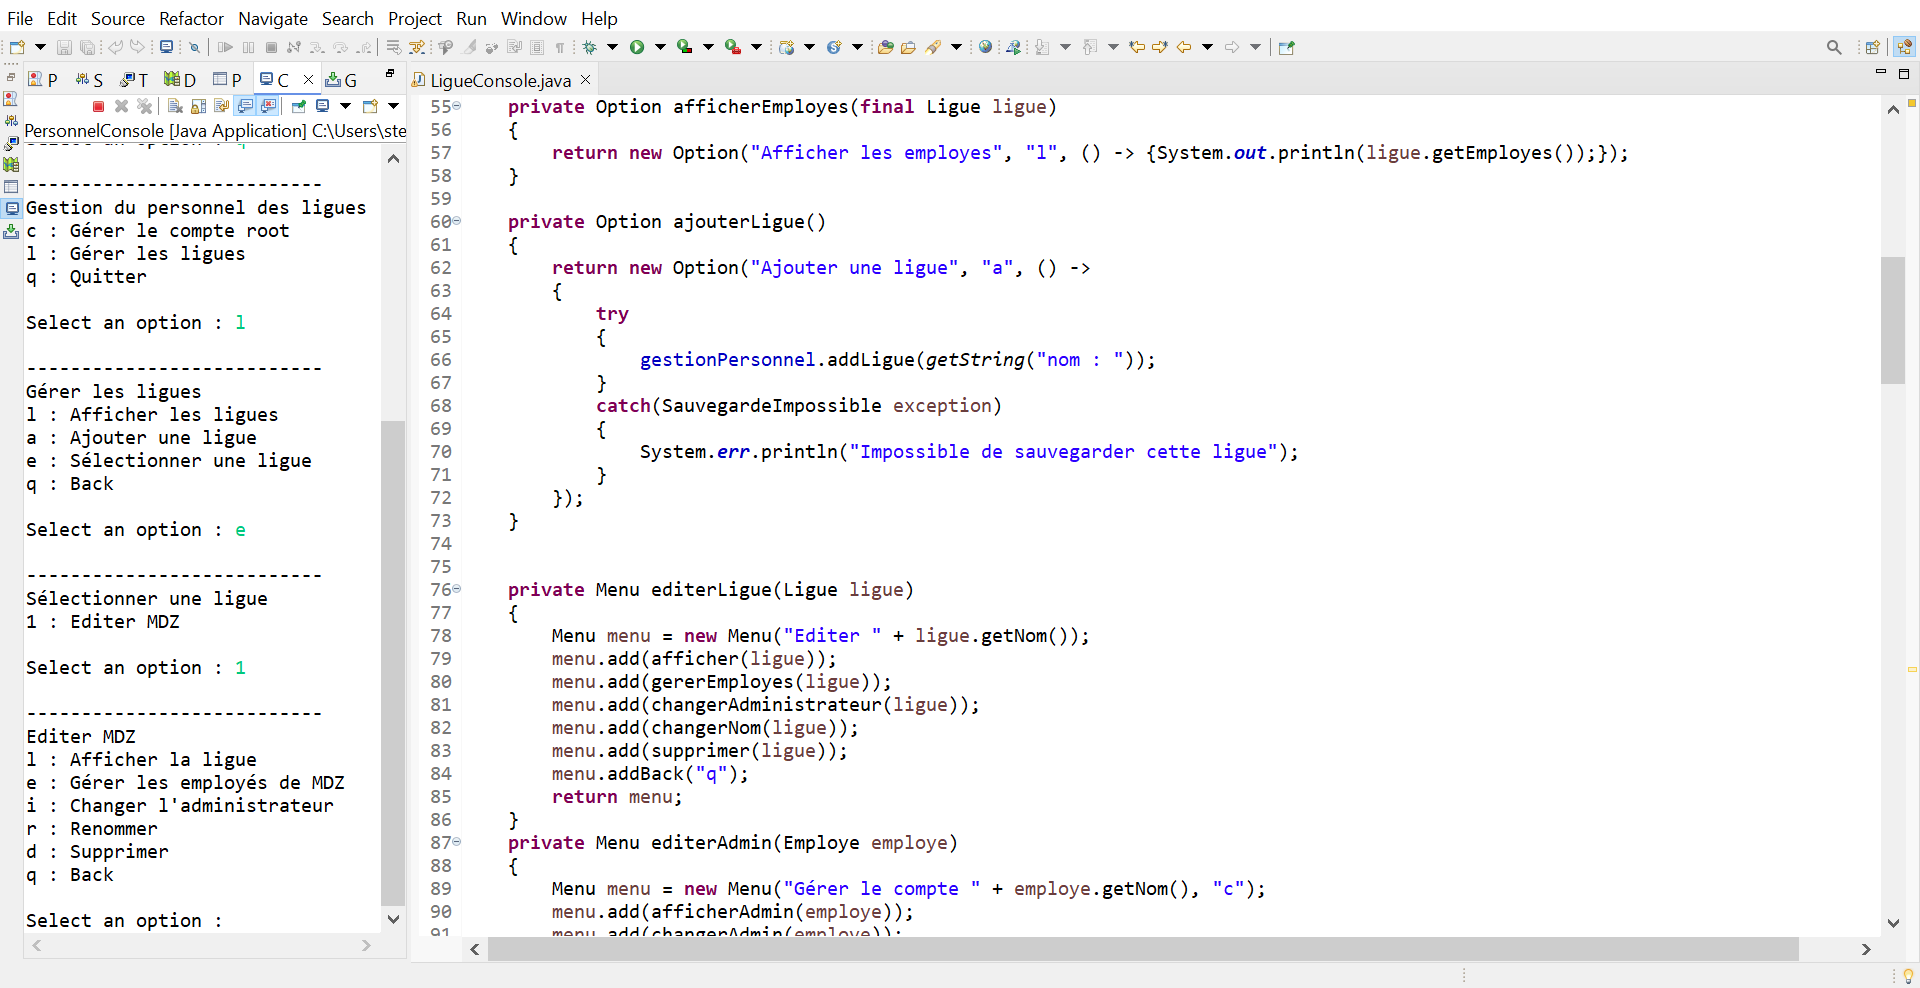 File Edit Source Refactor Navigate Search Project Run Window Help
P S T D P C G
LigueConsole.java
PersonnelConsole [Java Application] C:\Users\ste
Select an option : q
---------------------------
Gestion du personnel des ligues
c : Gérer le compte root
l : Gérer les ligues
q : Quitter
Select an option : l
---------------------------
Gérer les ligues
l : Afficher les ligues
a : Ajouter une ligue
e : Sélectionner une ligue
q : Back
Select an option : e
---------------------------
Sélectionner une ligue
1 : Editer MDZ
Select an option : 1
---------------------------
Editer MDZ
l : Afficher la ligue
e : Gérer les employés de MDZ
i : Changer l'administrateur
r : Renommer
d : Supprimer
q : Back
Select an option :
55 private Option afficherEmployes(final Ligue ligue)
56 {
57 return new Option("Afficher les employes", "l", () -> {System.out.println(ligue.getEmployes());});
58 }
59
60 private Option ajouterLigue()
61 {
62 return new Option("Ajouter une ligue", "a", () ->
63 {
64 try
65 {
66 gestionPersonnel.addLigue(getString("nom : "));
67 }
68 catch(SauvegardeImpossible exception)
69 {
70 System.err.println("Impossible de sauvegarder cette ligue");
71 }
72 });
73 }
74
75
76 private Menu editerLigue(Ligue ligue)
77 {
78 Menu menu = new Menu("Editer " + ligue.getNom());
79 menu.add(afficher(ligue));
80 menu.add(gererEmployes(ligue));
81 menu.add(changerAdministrateur(ligue));
82 menu.add(changerNom(ligue));
83 menu.add(supprimer(ligue));
84 menu.addBack("q");
85 return menu;
86 }
87 private Menu editerAdmin(Employe employe)
88 {
89 Menu menu = new Menu("Gérer le compte " + employe.getNom(), "c");
90 menu.add(afficherAdmin(employe));
91 menu.add(changerAdmin(employe));